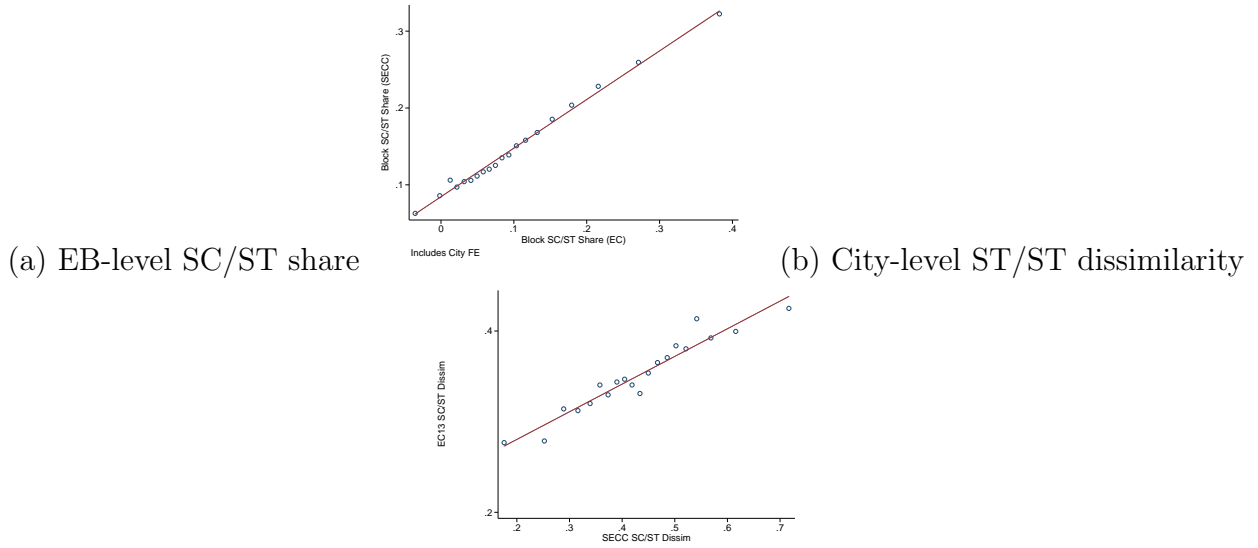 .3
.2
.1
Block SC/ST Share (SECC)
0 .1 .2 .3 .4
Block SC/ST Share (EC)
Includes City FE
(a) EB-level SC/ST share
(b) City-level ST/ST dissimilarity
.4
.2
EC13 SC/ST Dissim
.2 .3 .4 .5 .6 .7
SECC SC/ST Dissim